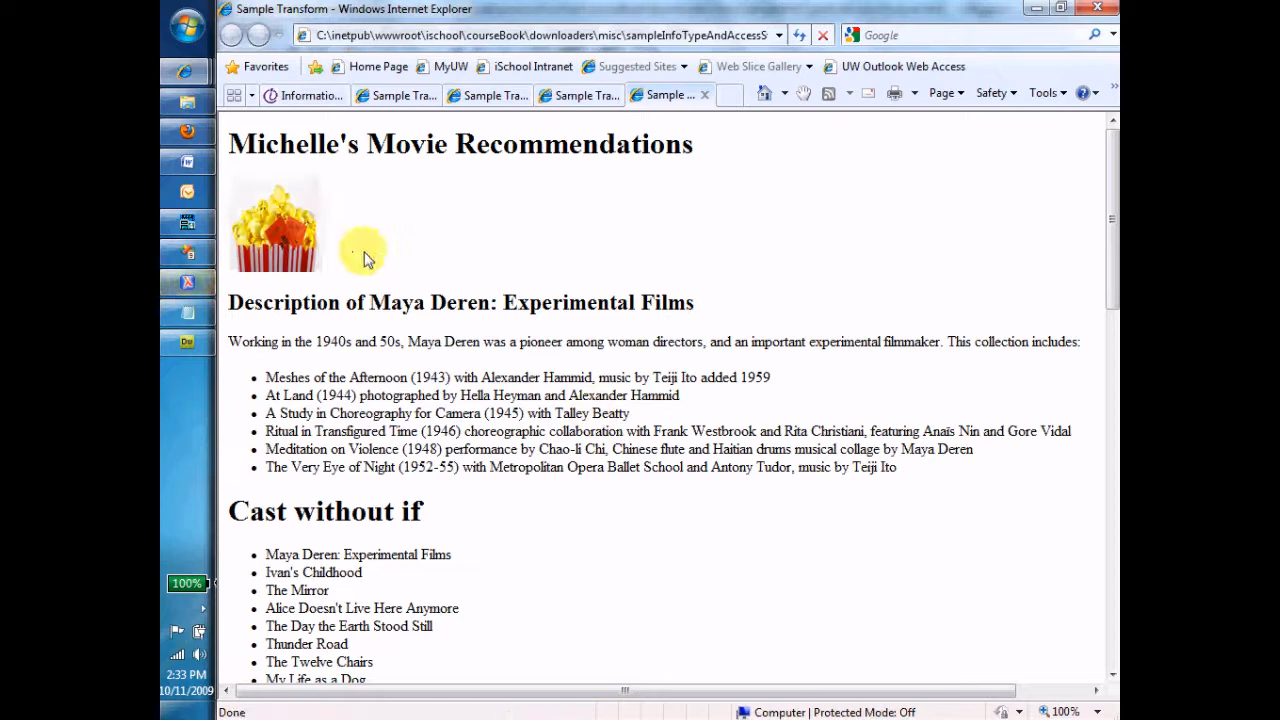 Sample Transform - Windows Internet Explorer
C:\inetpub\wwwroot\ischool\courseBook\downloaders\misc\sampleInfoTypeAndAccessS
Google
Favorites
Home Page
MyUW
iSchool Intranet
Suggested Sites
Web Slice Gallery
UW Outlook Web Access
Informatio...
Sample Tra...
Sample Tra...
Sample Tra...
Sample ...
Page
Safety
Tools
Michelle's Movie Recommendations
Description of Maya Deren: Experimental Films
Working in the 1940s and 50s, Maya Deren was a pioneer among woman directors, and an important experimental filmmaker. This collection includes:
• Meshes of the Afternoon (1943) with Alexander Hammid, music by Teiji Ito added 1959
• At Land (1944) photographed by Hella Heyman and Alexander Hammid
• A Study in Choreography for Camera (1945) with Talley Beatty
• Ritual in Transfigured Time (1946) choreographic collaboration with Frank Westbrook and Rita Christiani, featuring Anaïs Nin and Gore Vidal
• Meditation on Violence (1948) performance by Chao-li Chi, Chinese flute and Haitian drums musical collage by Maya Deren
• The Very Eye of Night (1952-55) with Metropolitan Opera Ballet School and Antony Tudor, music by Teiji Ito
Cast without if
• Maya Deren: Experimental Films
• Ivan's Childhood
• The Mirror
• Alice Doesn't Live Here Anymore
• The Day the Earth Stood Still
• Thunder Road
• The Twelve Chairs
• My Life as a Dog
Du
100%
2:33 PM
10/11/2009
Done
Computer | Protected Mode: Off
100%